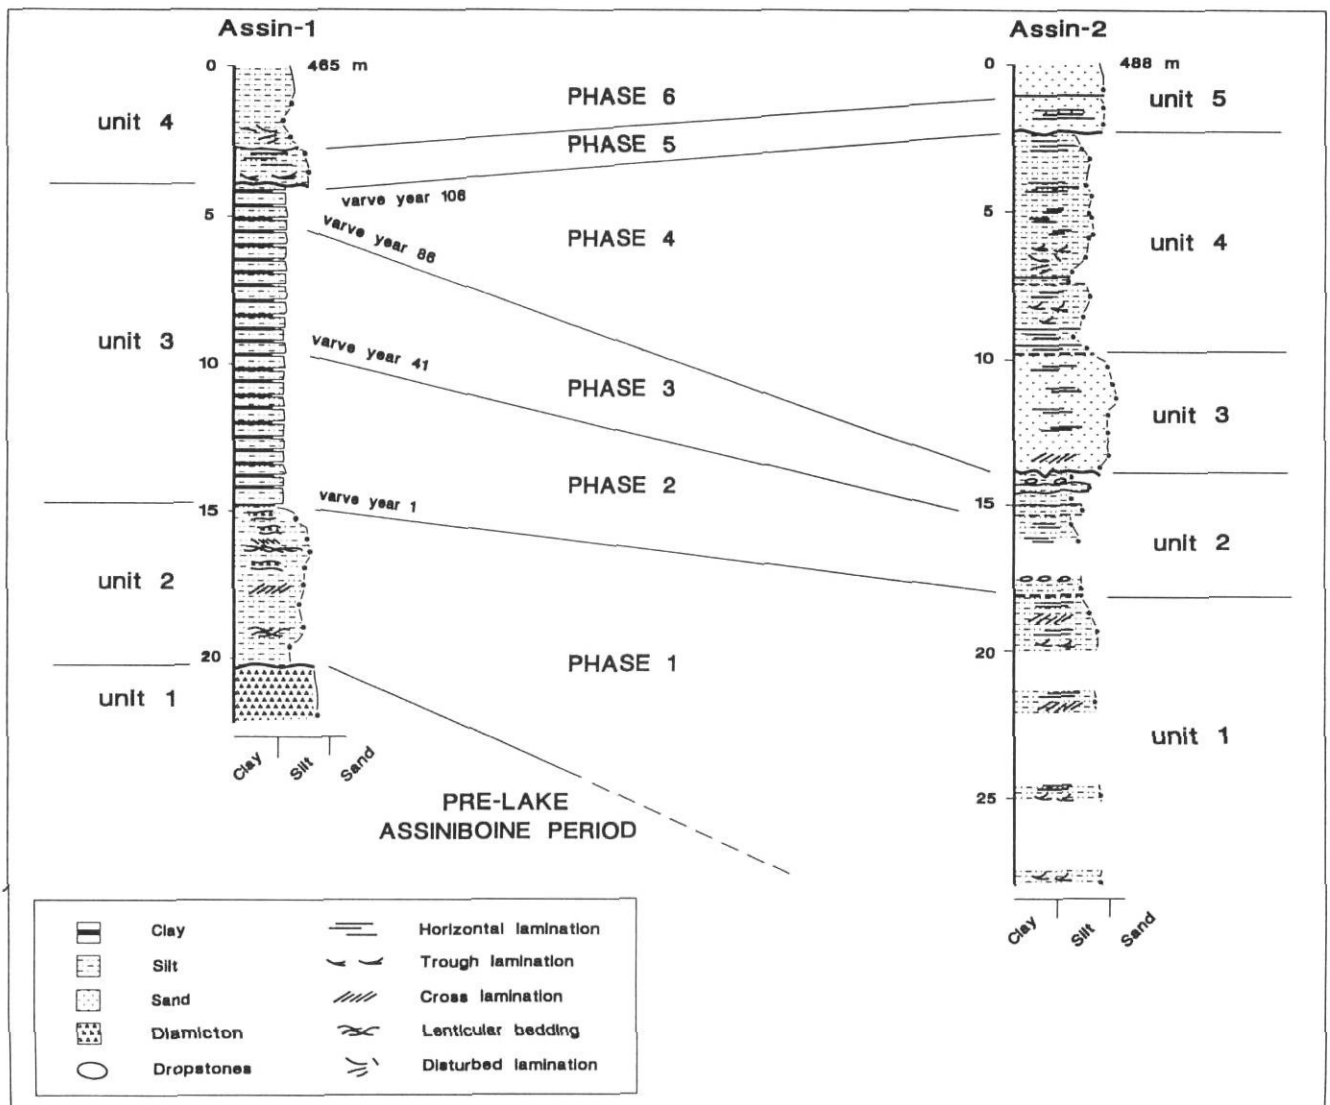 Assin-1
Assin-2
0
465 m
0
488 m
unit 4
PHASE 6
unit 5
PHASE 5
varve year 106
5
varve year 86
PHASE 4
5
unit 4
unit 3
varve year 41
10
PHASE 3
10
unit 3
PHASE 2
varve year 1
15
15
unit 2
unit 2
20
PHASE 1
20
unit 1
unit 1
Clay
Silt
Sand
PRE-LAKE
ASSINIBOINE PERIOD
25
Clay
Silt
Sand
Clay
Horizontal lamination
Silt
Trough lamination
Sand
Cross lamination
Diamicton
Lenticular bedding
Dropstones
Disturbed lamination